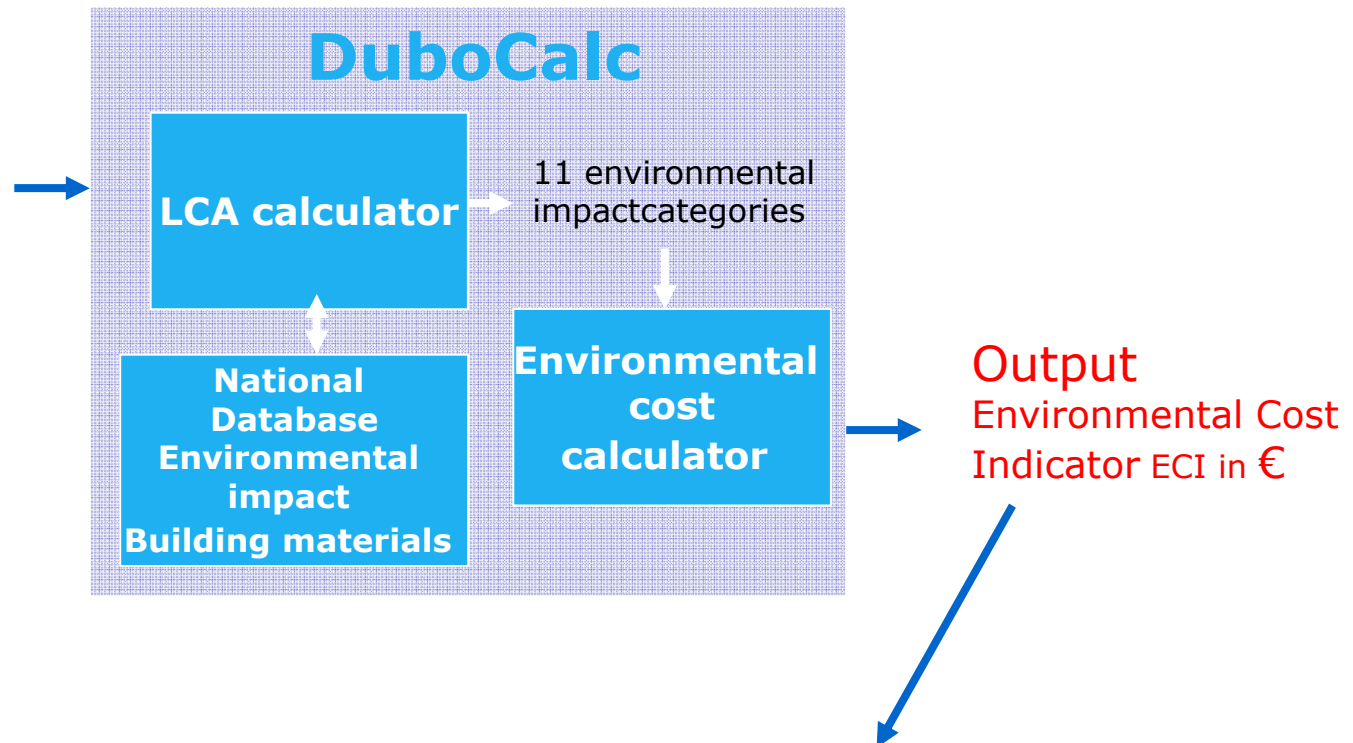 DuboCalc
LCA calculator
11 environmental
impactcategories
National
Database
Environmental
impact
Building materials
Environmental
cost
calculator
Output
Environmental Cost
Indicator ECI in €